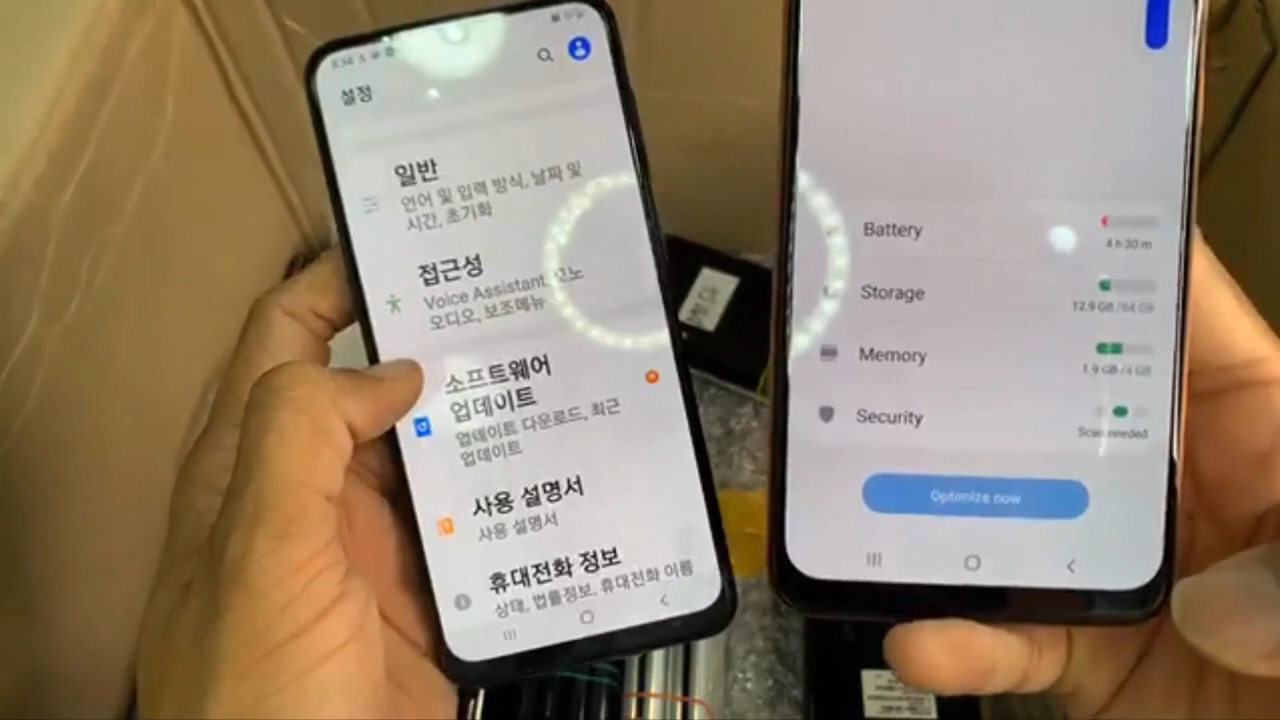 설정
일반
언어 및 입력 방식, 날짜 및
시간, 초기화
접근성
Voice Assistant, 모노
오디오, 보조메뉴
소프트웨어
업데이트
업데이트 다운로드, 최근
업데이트
사용 설명서
사용 설명서
휴대전화 정보
상태, 법률정보, 휴대전화 이름
Battery
4 h 30 m
Storage
12.9 GB /64 GB
Memory
1.9 GB /4 GB
Security
Scan needed
Optimize now